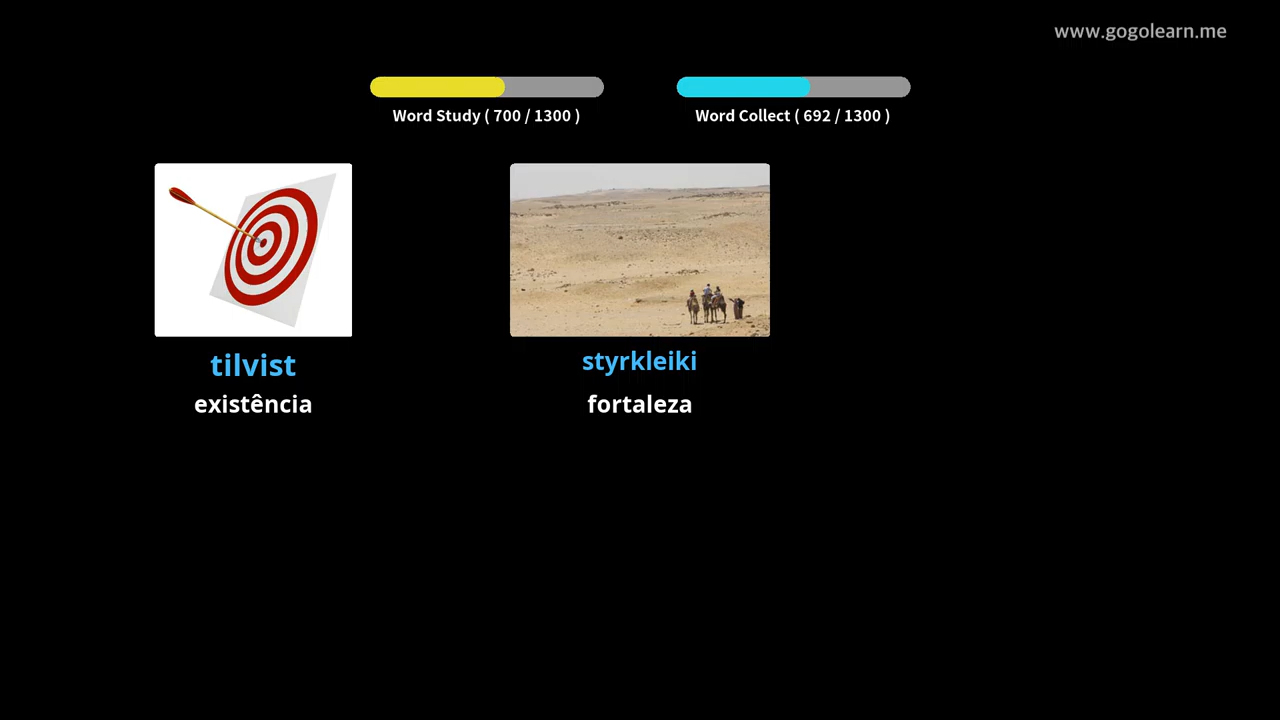 www.gogolearn.me
Word Study ( 700 / 1300 )
Word Collect ( 692 / 1300 )
tilvist
existência
styrkleiki
fortaleza